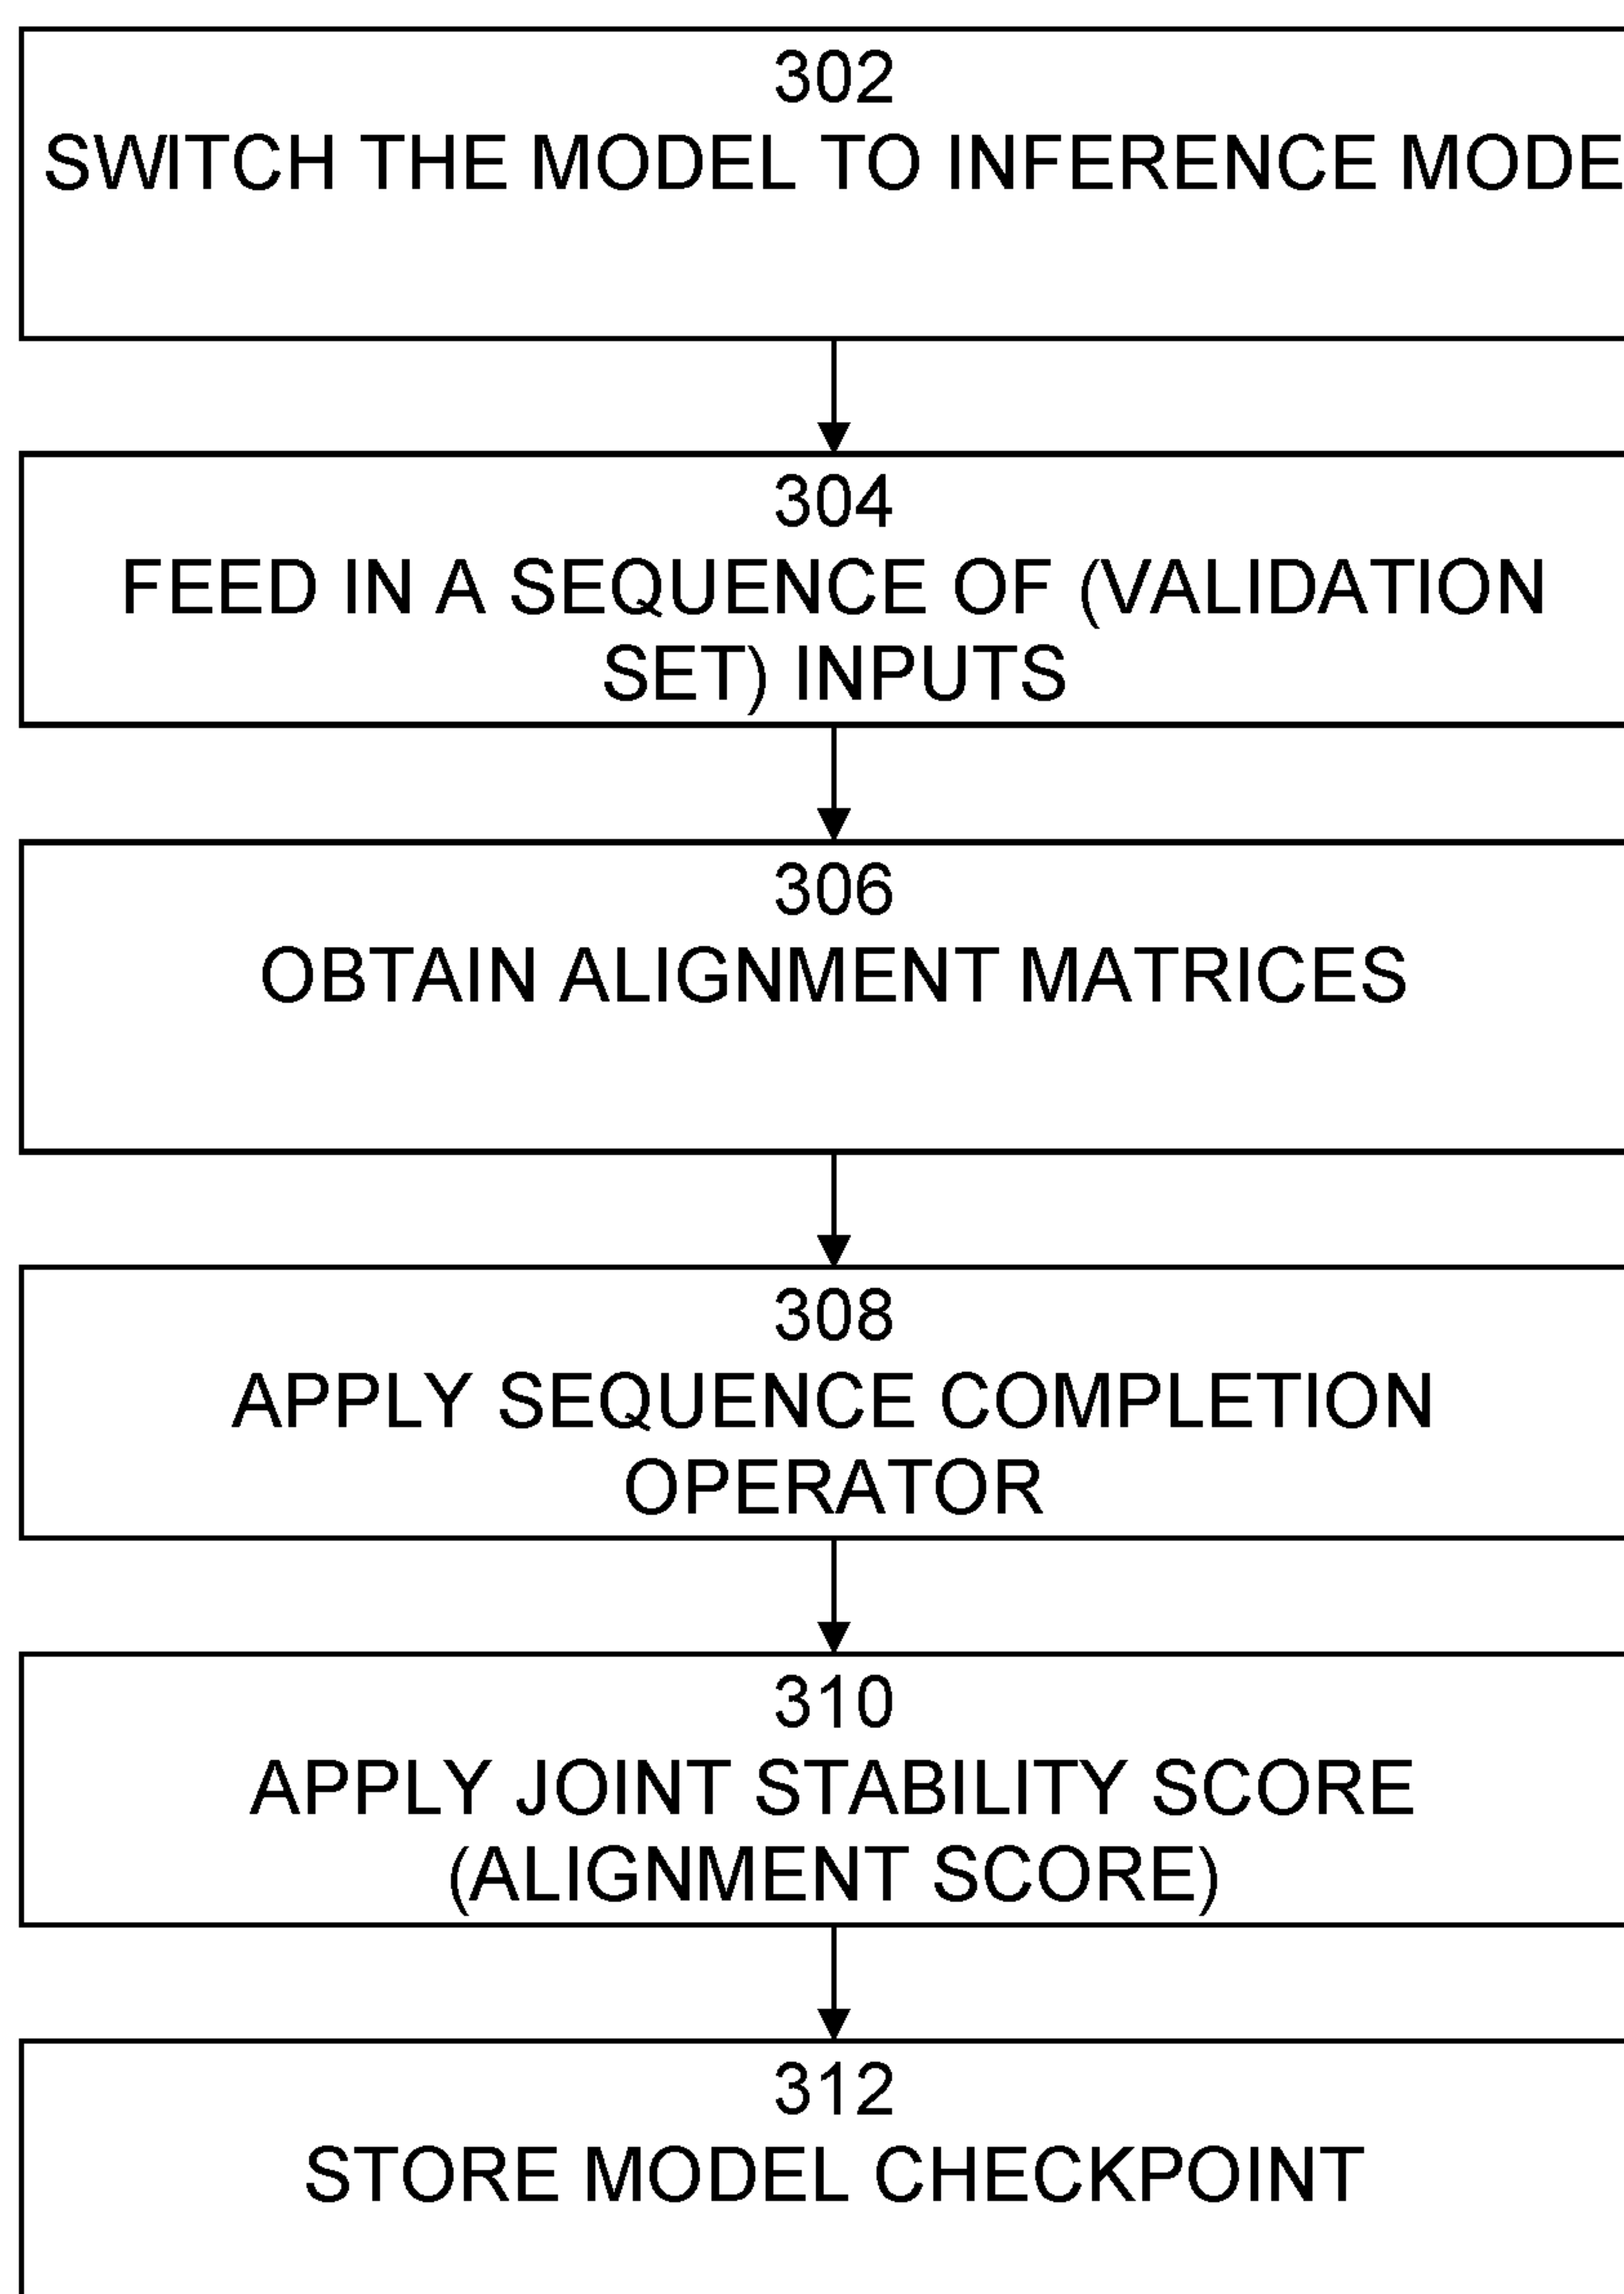 302
SWITCH THE MODEL TO INFERENCE MODE
304
FEED IN A SEQUENCE OF (VALIDATION
SET) INPUTS
306
OBTAIN ALIGNMENT MATRICES
308
APPLY SEQUENCE COMPLETION
OPERATOR
310
APPLY JOINT STABILITY SCORE
(ALIGNMENT SCORE)
312
STORE MODEL CHECKPOINT